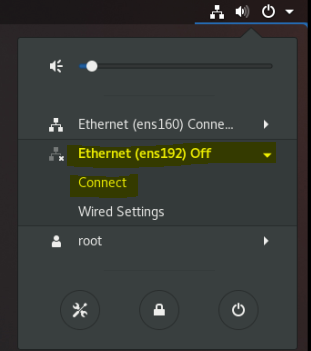 Ethernet (ens160) Conne...
Ethernet (ens192) Off
Connect
Wired Settings
root